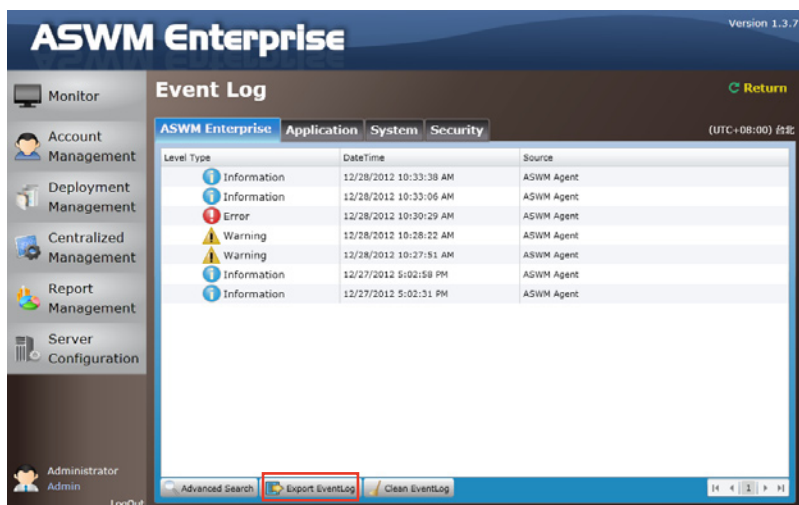 ASWM Enterprise
Version 1.3.7
Monitor
Account
Management
Deployment
Management
Centralized
Management
Report
Management
Server
Configuration
Administrator
Admin
LogOut
Event Log
Return
ASWM Enterprise Application System Security
(UTC+08:00) 台北
Level Type DateTime Source
Information 12/28/2012 10:33:38 AM ASWM Agent
Information 12/28/2012 10:33:06 AM ASWM Agent
Error 12/28/2012 10:30:29 AM ASWM Agent
Warning 12/28/2012 10:28:22 AM ASWM Agent
Warning 12/28/2012 10:27:51 AM ASWM Agent
Information 12/27/2012 5:02:58 PM ASWM Agent
Information 12/27/2012 5:02:31 PM ASWM Agent
Advanced Search Export EventLog Clean EventLog
1